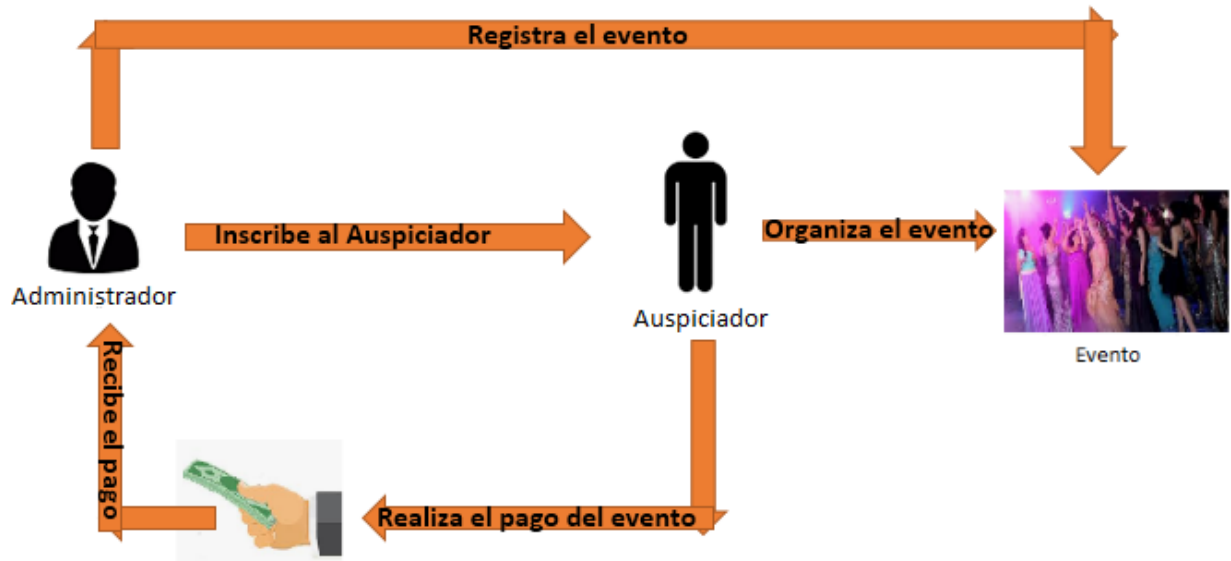 Registra el evento
Inscribe al Auspiciador
Organiza el evento
Administrador
Auspiciador
Evento
Recibe el pago
Realiza el pago del evento